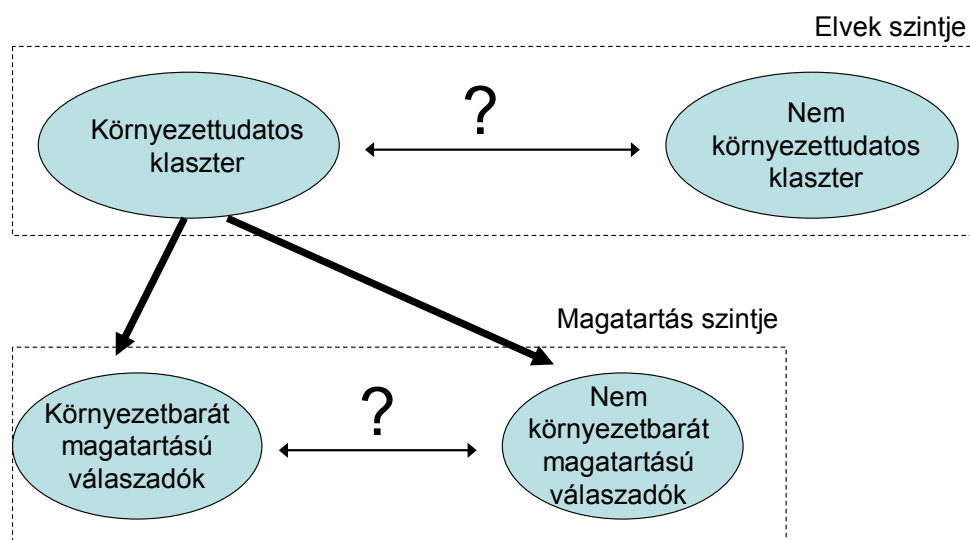 Elvek szintje
Környezettudatos
klaszter
?
Nem
környezettudatos
klaszter
Magatartás szintje
Környezetbarát
magatartású
válaszadók
?
Nem
környezetbarát
magatartású
válaszadók